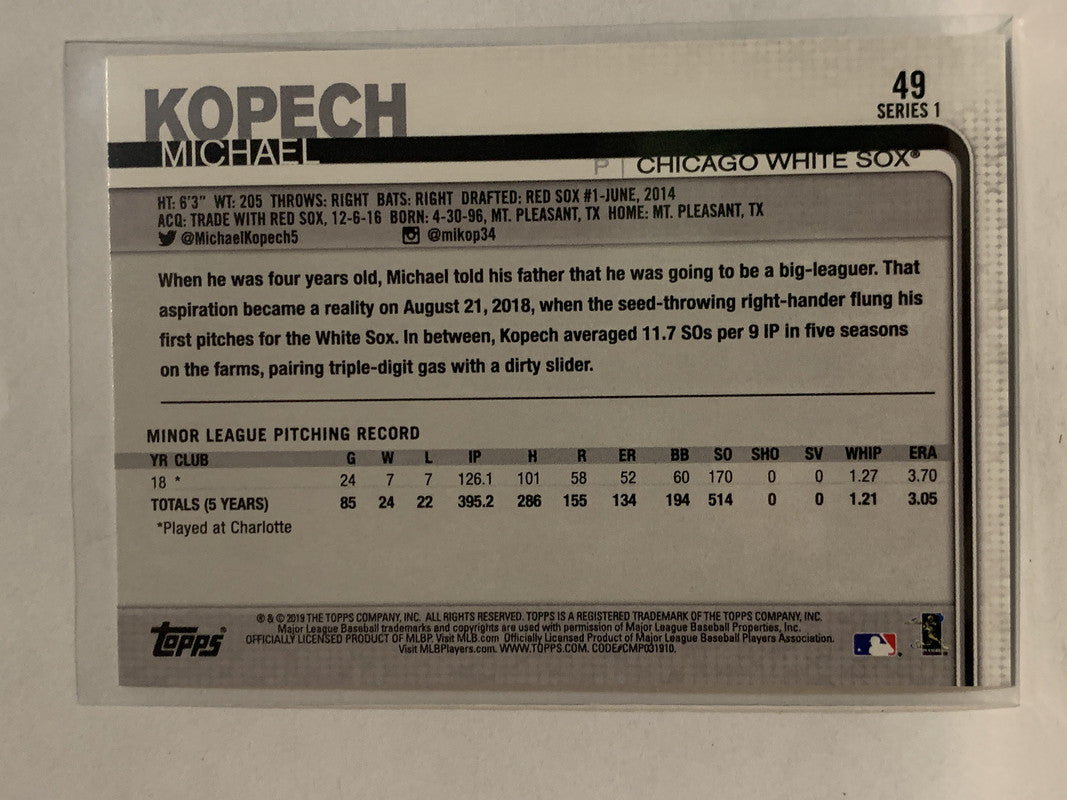 49
SERIES 1
KOPECH
MICHAEL
P | CHICAGO WHITE SOX®
HT: 6'3" WT: 205 THROWS: RIGHT BATS: RIGHT DRAFTED: RED SOX #1-JUNE, 2014
ACQ: TRADE WITH RED SOX, 12-6-16 BORN: 4-30-96, MT. PLEASANT, TX HOME: MT. PLEASANT, TX
@MichaelKopech5 @mikop34
When he was four years old, Michael told his father that he was going to be a big-leaguer. That
aspiration became a reality on August 21, 2018, when the seed-throwing right-hander flung his
first pitches for the White Sox. In between, Kopech averaged 11.7 SOs per 9 IP in five seasons
on the farms, pairing triple-digit gas with a dirty slider.
MINOR LEAGUE PITCHING RECORD
YR CLUB G W L IP H R ER BB SO SHO SV WHIP ERA
18 * 24 7 7 126.1 101 58 52 60 170 0 0 1.27 3.70
TOTALS (5 YEARS) 85 24 22 395.2 286 155 134 194 514 0 0 1.21 3.05
*Played at Charlotte
® & © 2019 THE TOPPS COMPANY, INC. ALL RIGHTS RESERVED. TOPPS IS A REGISTERED TRADEMARK OF THE TOPPS COMPANY, INC.
Major League Baseball trademarks and copyrights are used with permission of Major League Baseball Properties, Inc.
OFFICIALLY LICENSED PRODUCT OF MLBP. Visit MLB.com Officially Licensed Product of Major League Baseball Players Association.
Visit MLBPlayers.com. WWW.TOPPS.COM. CODE#CMP031910.
Topps®